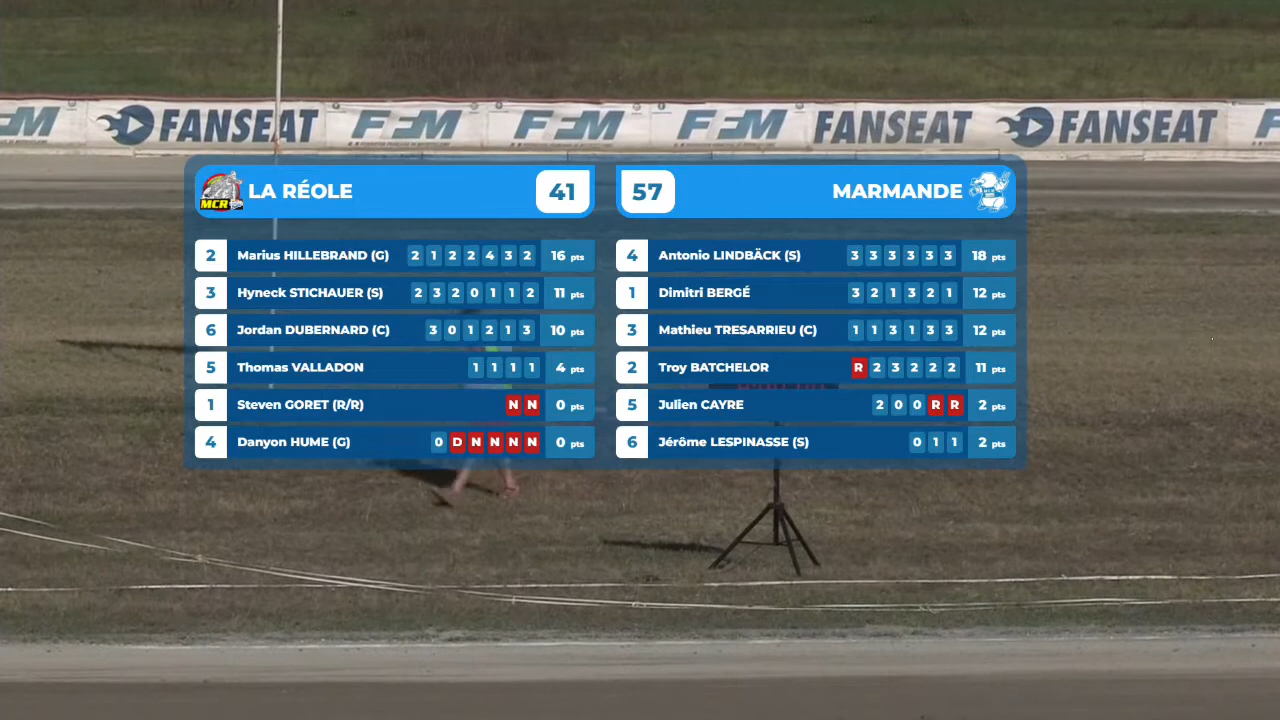 FANSEAT FFM FFM FFM FANSEAT FANSEAT
MCR LA RÉOLE 41
2 Marius HILLEBRAND (G) 2 1 2 2 4 3 2 16 pts
3 Hyneck STICHAUER (S) 2 3 2 0 1 1 2 11 pts
6 Jordan DUBERNARD (C) 3 0 1 2 1 3 10 pts
5 Thomas VALLADON 1 1 1 1 4 pts
1 Steven GORET (R/R) N N 0 pts
4 Danyon HUME (G) 0 D N N N N 0 pts
57 MARMANDE
4 Antonio LINDBÄCK (S) 3 3 3 3 3 3 18 pts
1 Dimitri BERGÉ 3 2 1 3 2 1 12 pts
3 Mathieu TRESARRIEU (C) 1 1 3 1 3 3 12 pts
2 Troy BATCHELOR R 2 3 2 2 2 11 pts
5 Julien CAYRE 2 0 0 R R 2 pts
6 Jérôme LESPINASSE (S) 0 1 1 2 pts